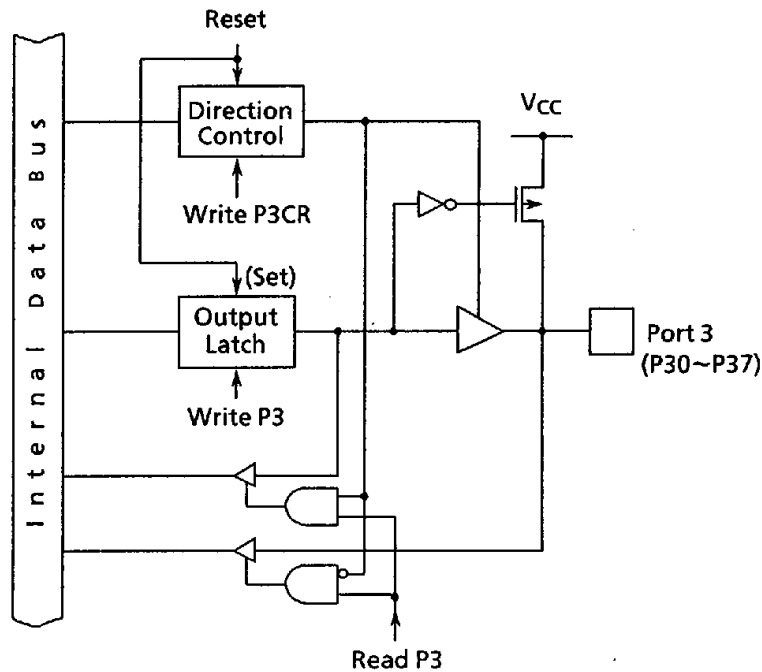 Reset
Internal Data Bus
Direction
Control
VCC
Write P3CR
(Set)
Output
Latch
Port 3
(P30~P37)
Write P3
Read P3